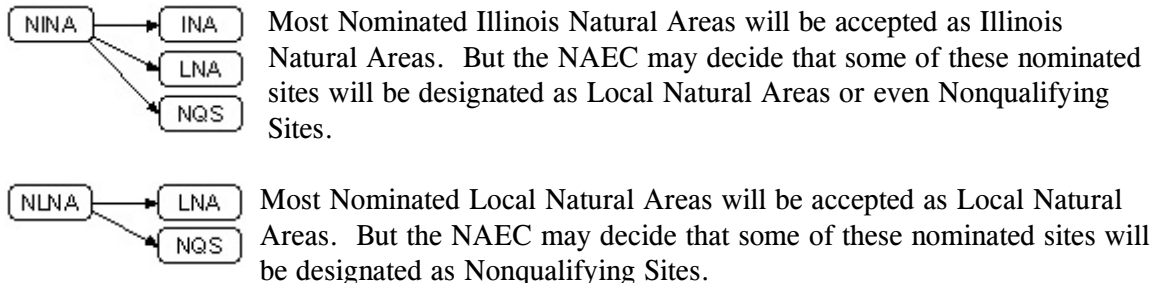 NINA INA Most Nominated Illinois Natural Areas will be accepted as Illinois
Natural Areas. But the NAEC may decide that some of these nominated
LNA
sites will be designated as Local Natural Areas or even Nonqualifying
NQS
Sites.
NLNA LNA Most Nominated Local Natural Areas will be accepted as Local Natural
Areas. But the NAEC may decide that some of these nominated sites will
NQS
be designated as Nonqualifying Sites.